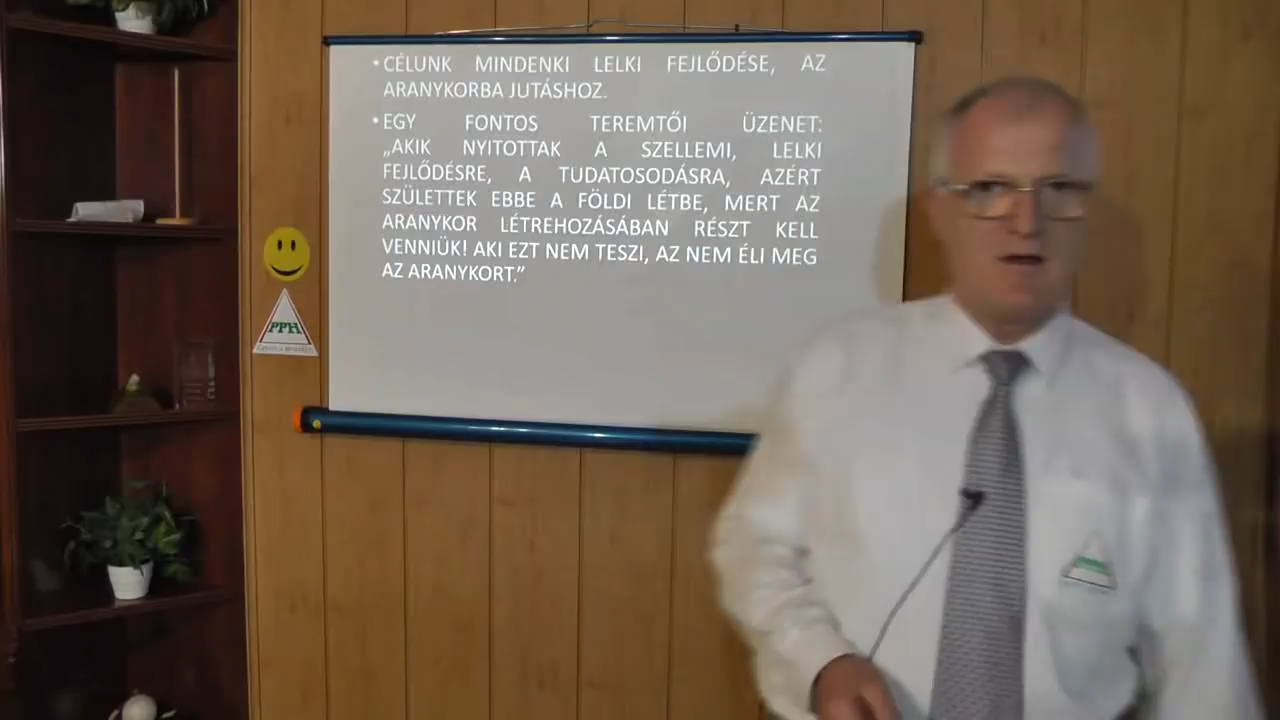 •CÉLUNK MINDENKI LELKI FEJLŐDÉSE, AZ
ARANYKORBA JUTÁSHOZ.
•EGY FONTOS TEREMTŐI ÜZENET:
„AKIK NYITOTTAK A SZELLEMI, LELKI
FEJLŐDÉSRE, A TUDATOSODÁSRA, AZÉRT
SZÜLETTEK EBBE A FÖLDI LÉTBE, MERT AZ
ARANYKOR LÉTREHOZÁSÁBAN RÉSZT KELL
VENNIÜK! AKI EZT NEM TESZI, AZ NEM ÉLI MEG
AZ ARANYKORT.”
PPH